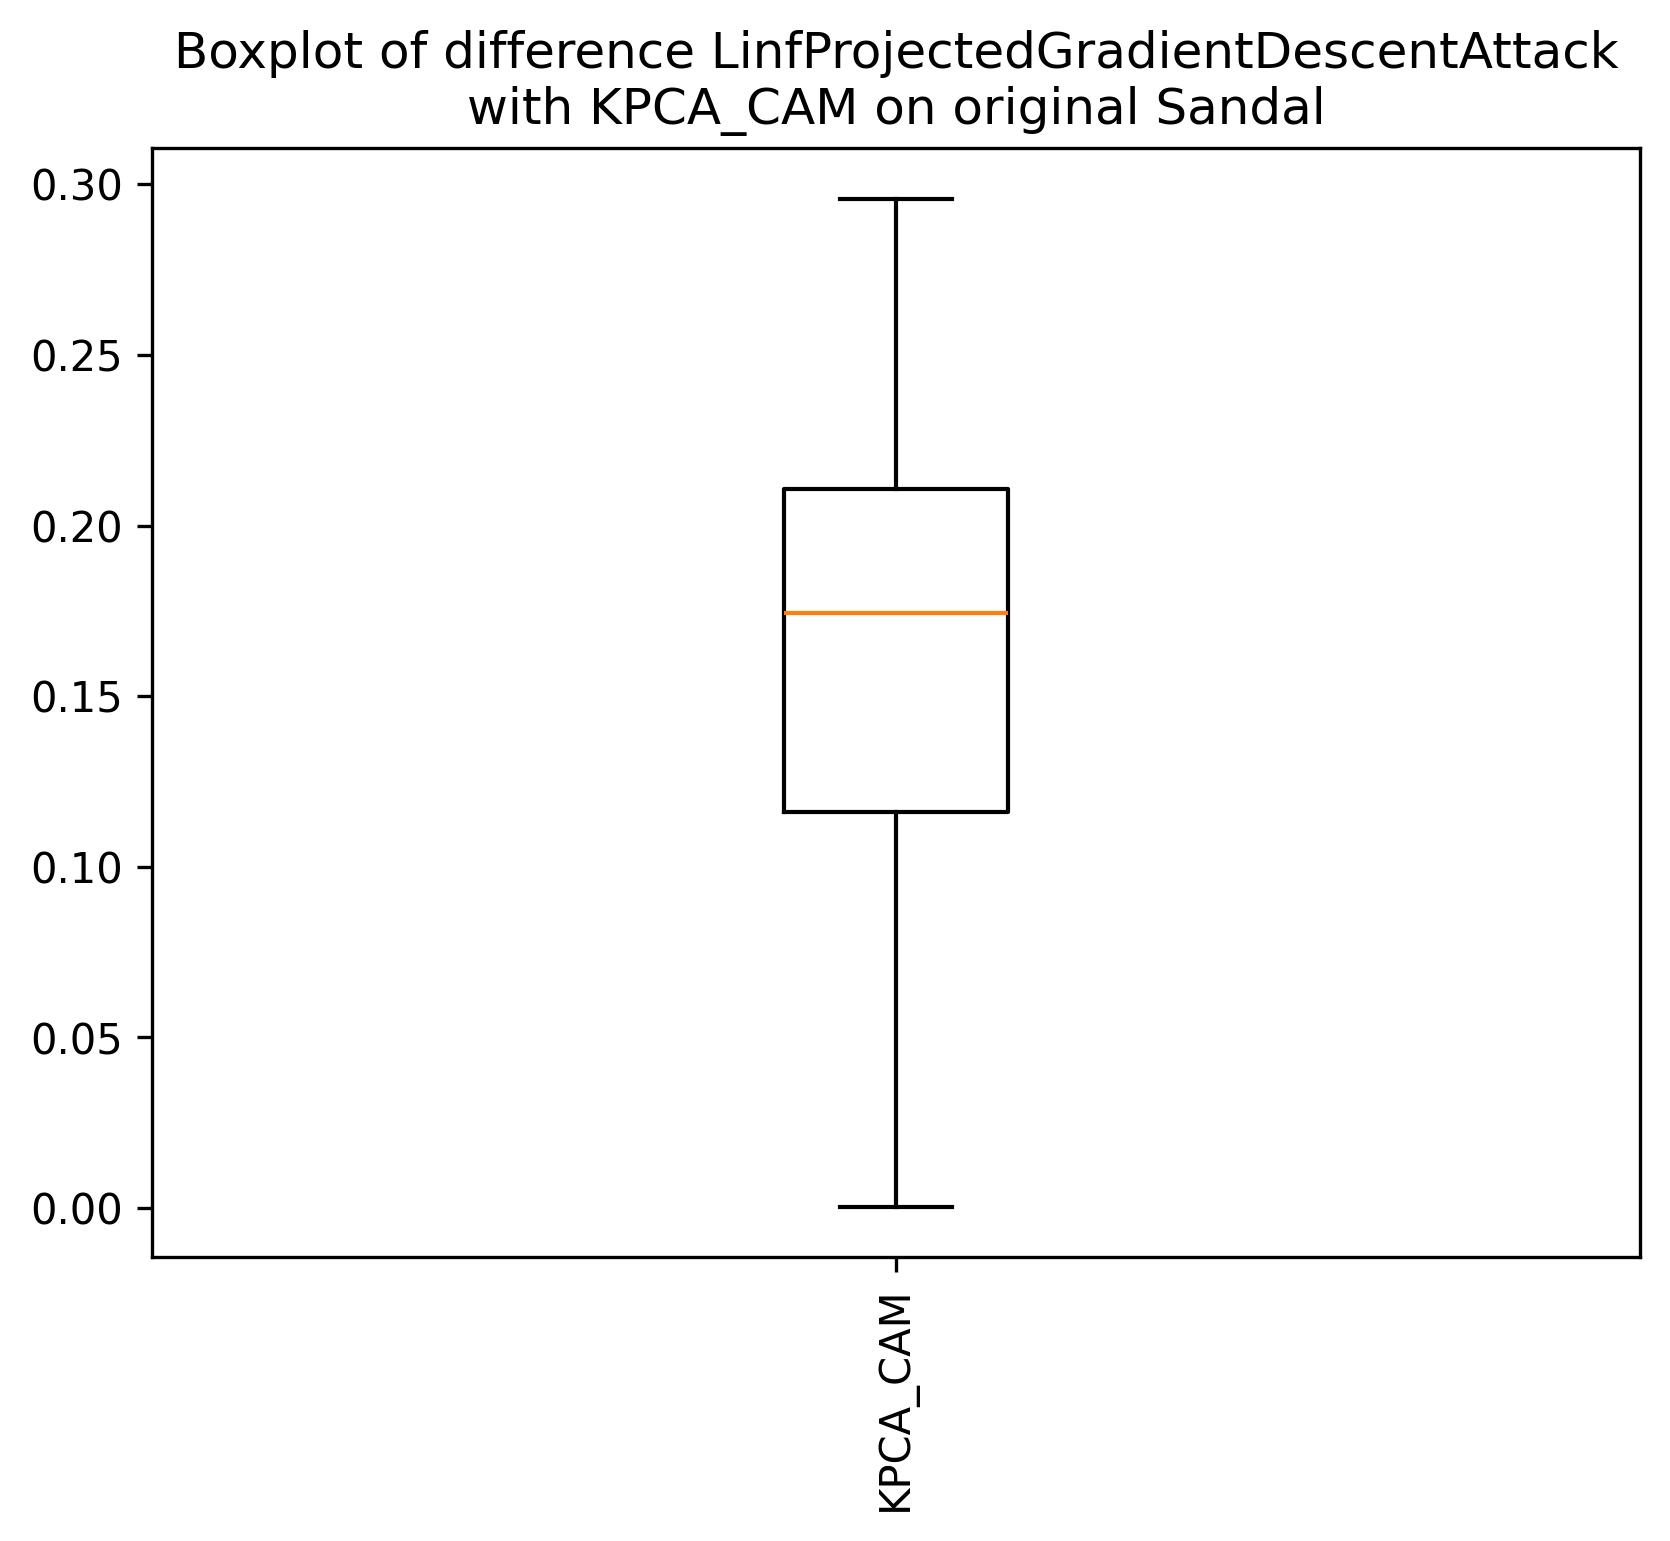 Boxplot of difference LinfProjectedGradientDescentAttack
with KPCA_CAM on original Sandal
0.30
0.25
0.20
0.15
0.10
0.05
0.00
KPCA_CAM